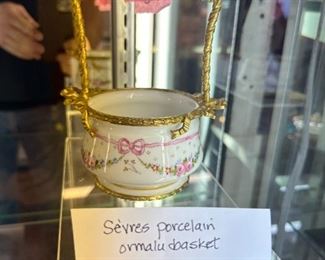 Sèvres porcelain
ormalu basket